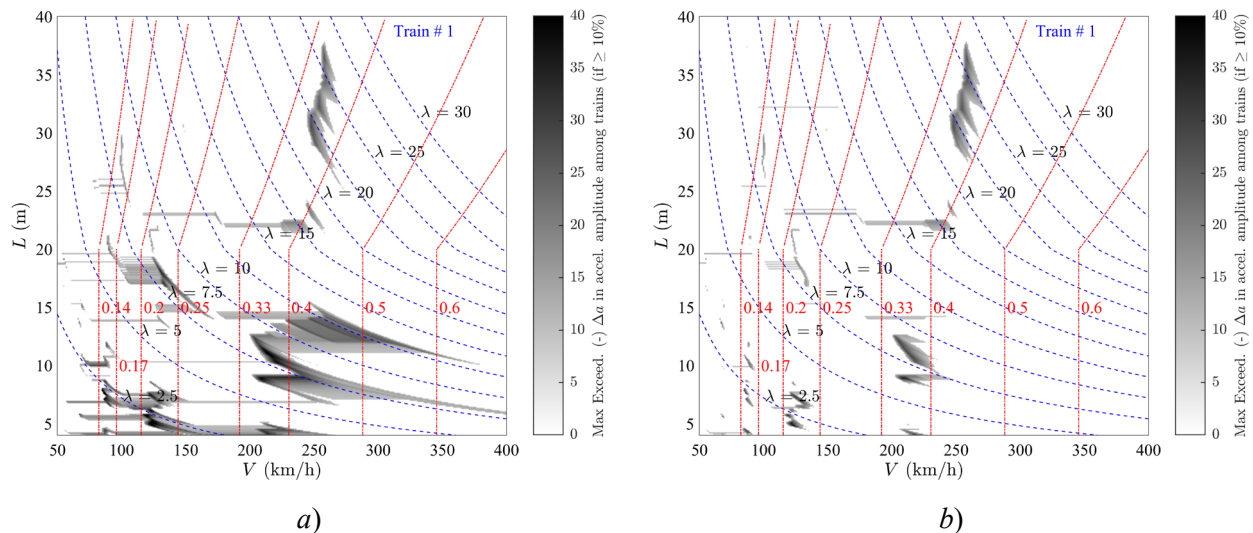 40
35
30
25
20
15
10
5
50
100
150
200
250
300
350
400
L (m)
V (km/h)
Train # 1
λ = 30
λ = 25
λ = 20
λ = 15
λ = 10
λ = 7.5
λ = 5
λ = 2.5
0.14
0.2
0.25
0.33
0.4
0.5
0.6
0.17
40
35
30
25
20
15
10
5
0
Max Exceed. (-) Δa in accel. amplitude among trains (if ≥ 10%)
a)
40
35
30
25
20
15
10
5
50
100
150
200
250
300
350
400
L (m)
V (km/h)
Train # 1
λ = 30
λ = 25
λ = 20
λ = 15
λ = 10
λ = 7.5
λ = 5
λ = 2.5
0.14
0.2
0.25
0.33
0.4
0.5
0.6
0.17
40
35
30
25
20
15
10
5
0
Max Exceed. (-) Δa in accel. amplitude among trains (if ≥ 10%)
b)